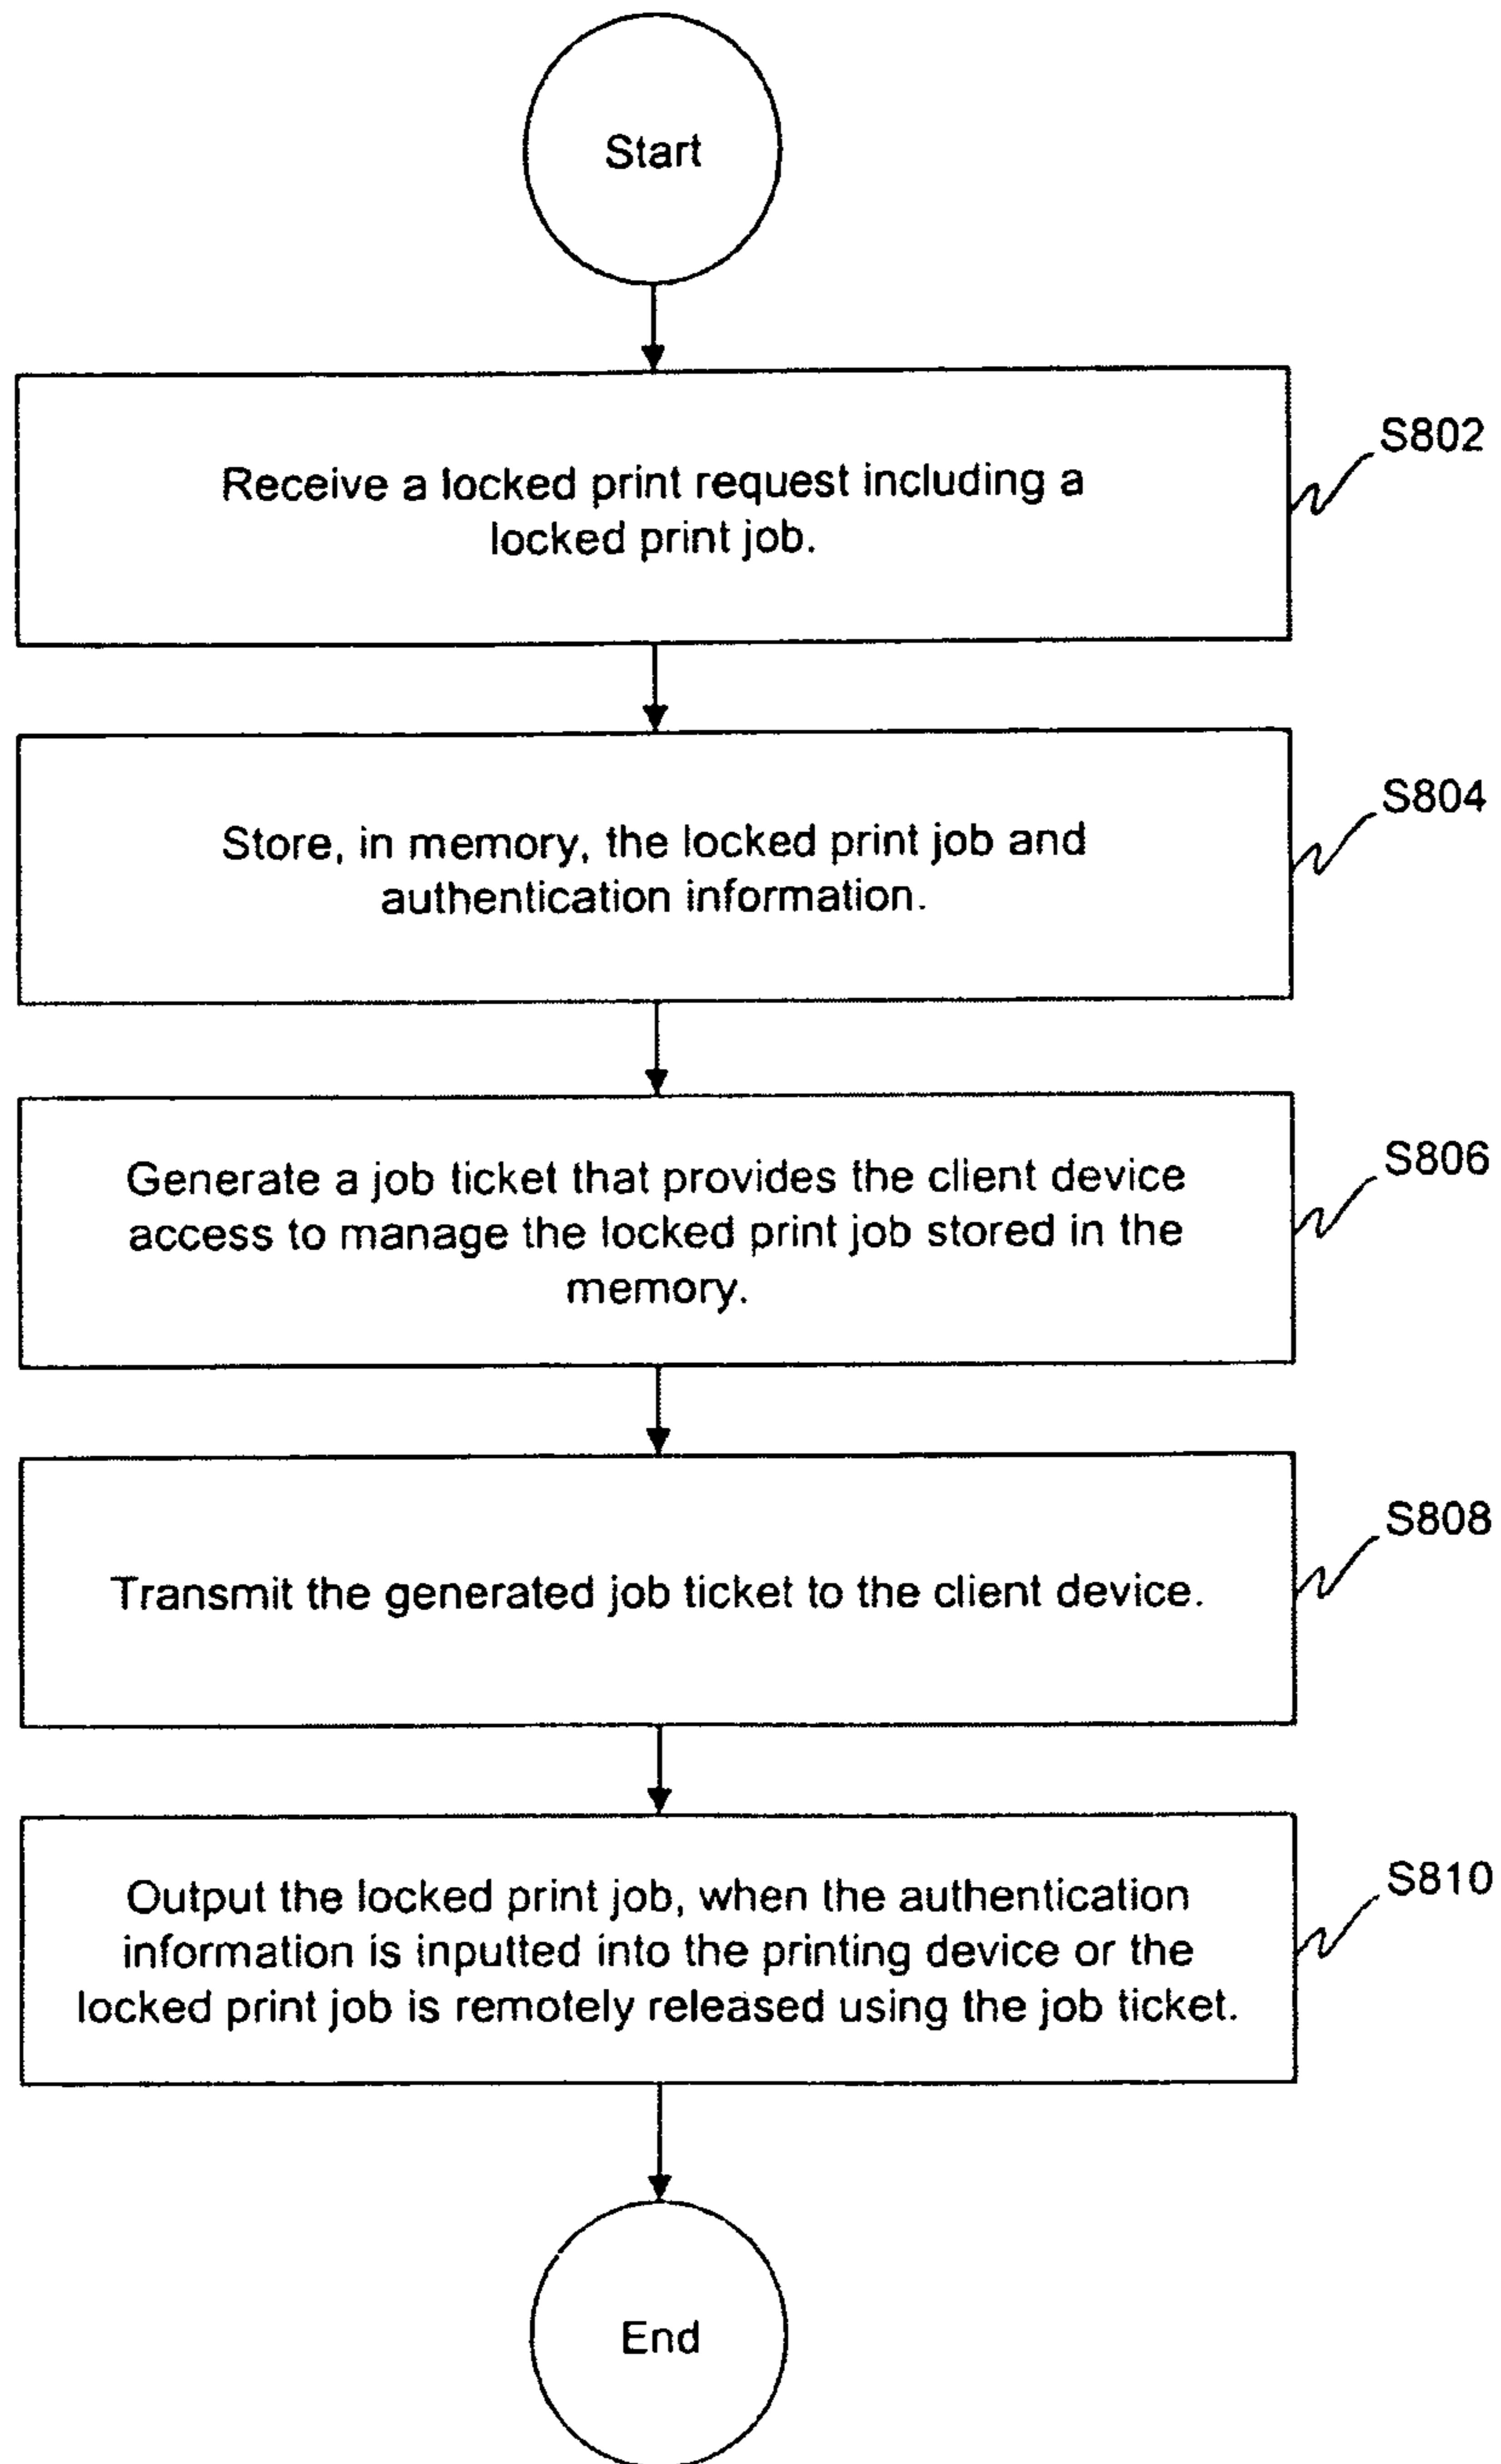 Start
S802
Receive a locked print request including a
locked print job.
S804
Store, in memory, the locked print job and
authentication information.
S806
Generate a job ticket that provides the client device
access to manage the locked print job stored in the
memory.
S808
Transmit the generated job ticket to the client device.
S810
Output the locked print job, when the authentication
information is inputted into the printing device or the
locked print job is remotely released using the job ticket.
End